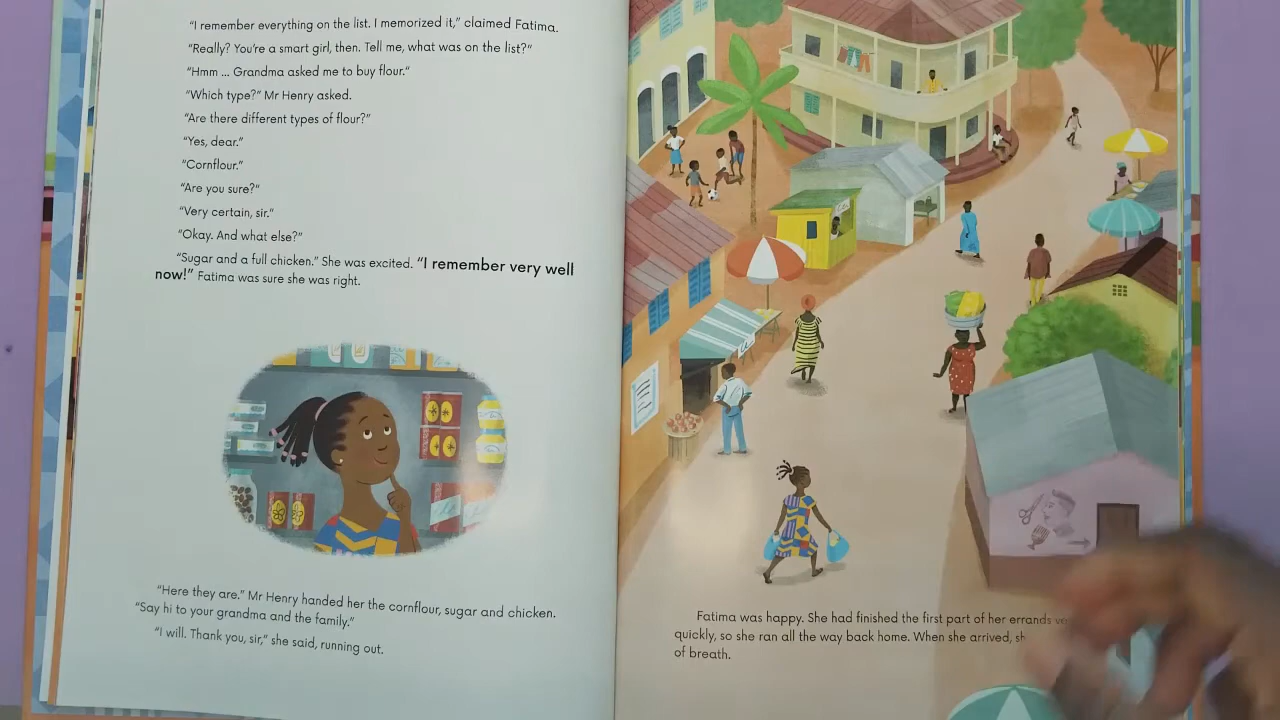 “I remember everything on the list. I memorized it,” claimed Fatima.
“Really? You’re a smart girl, then. Tell me, what was on the list?”
“Hmm ... Grandma asked me to buy flour.”
“Which type?” Mr Henry asked.
“Are there different types of flour?”
“Yes, dear.”
“Cornflour.”
“Are you sure?”
“Very certain, sir.”
“Okay. And what else?”
“Sugar and a full chicken.” She was excited. “I remember very well
now!” Fatima was sure she was right.
“Here they are.” Mr Henry handed her the cornflour, sugar and chicken.
“Say hi to your grandma and the family.”
“I will. Thank you, sir,” she said, running out.
Fatima was happy. She had finished the first part of her errands
quickly, so she ran all the way back home. When she arrived,
of breath.